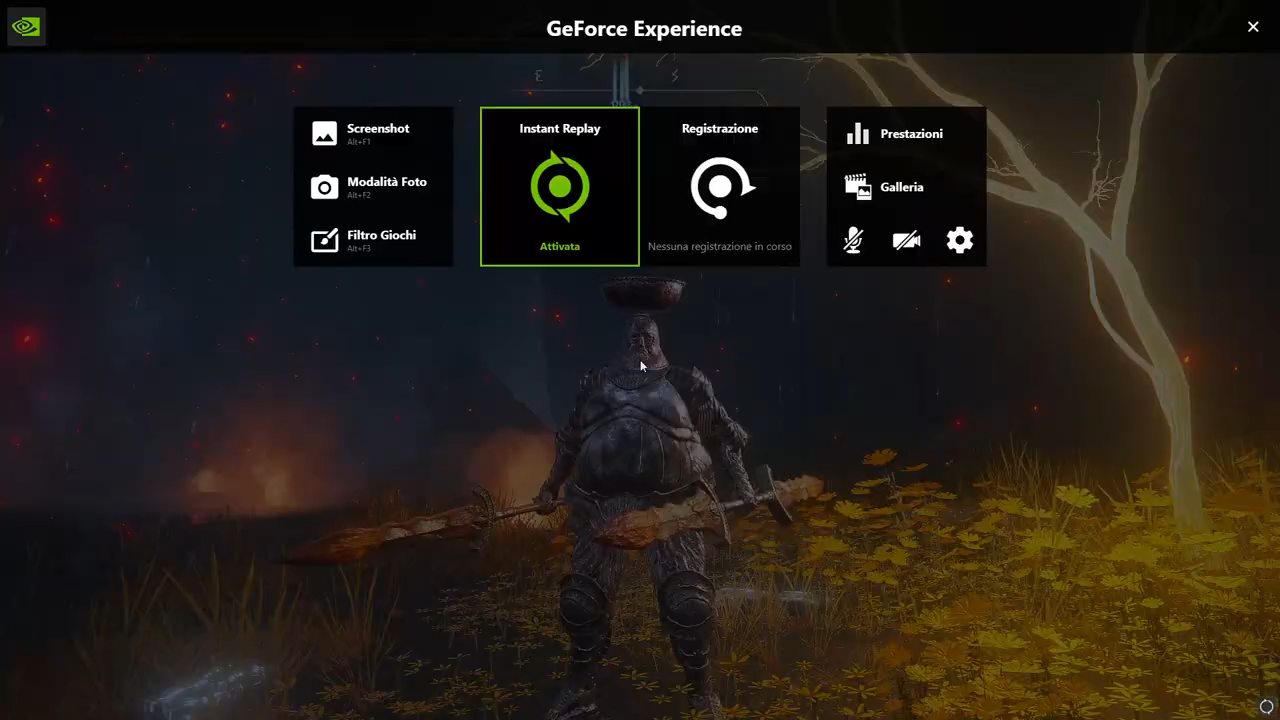 GeForce Experience
E
S
Screenshot
Alt+F1
Modalità Foto
Alt+F2
Filtro Giochi
Alt+F3
Instant Replay
Attivata
Registrazione
Nessuna registrazione in corso
Prestazioni
Galleria